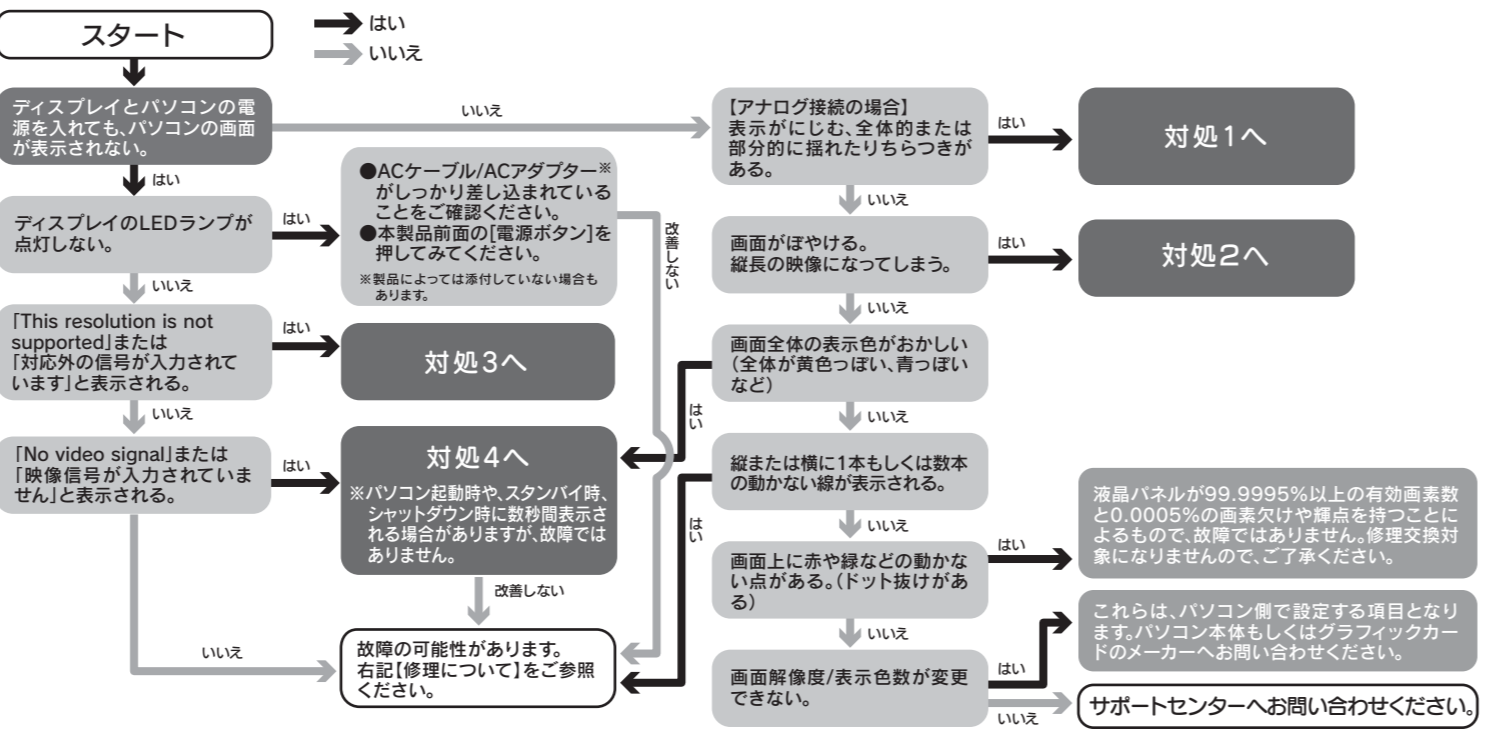 スタート
はい
いいえ
ディスプレイとパソコンの電
源を入れても、パソコンの画面
が表示されない。
いいえ
はい
ディスプレイのLEDランプが
点灯しない。
はい
●ACケーブル/ACアダプター※
がしっかり差し込まれている
ことをご確認ください。
●本製品前面の[電源ボタン]を
押してみてください。
※製品によっては添付していない場合も
あります。
改善しない
いいえ
「This resolution is not
supported」または
「対応外の信号が入力されて
います」と表示される。
はい
対処3へ
いいえ
「No video signal」または
「映像信号が入力されていま
せん」と表示される。
はい
対処4へ
※パソコン起動時や、スタンバイ時、
シャットダウン時に数秒間表示さ
れる場合がありますが、故障では
ありません。
改善しない
いいえ
故障の可能性があります。
右記【修理について】をご参照
ください。
【アナログ接続の場合】
表示がにじむ、全体的または
部分的に揺れたりちらつきが
ある。
はい
対処1へ
いいえ
画面がぼやける。
縦長の映像になってしまう。
はい
対処2へ
いいえ
画面全体の表示色がおかしい
(全体が黄色っぽい、青っぽい
など)
はい
いいえ
縦または横に1本もしくは数本
の動かない線が表示される。
はい
いいえ
画面上に赤や緑などの動かな
い点がある。(ドット抜けがあ
る)
はい
液晶パネルが99.9995%以上の有効画素数
と0.0005%の画素欠けや輝点を持つことに
よるもので、故障ではありません。修理交換対
象になりませんので、ご了承ください。
いいえ
画面解像度/表示色数が変更
できない。
はい
これらは、パソコン側で設定する項目となり
ます。パソコン本体もしくはグラフィックカー
ドのメーカーへお問い合わせください。
いいえ
サポートセンターへお問い合わせください。